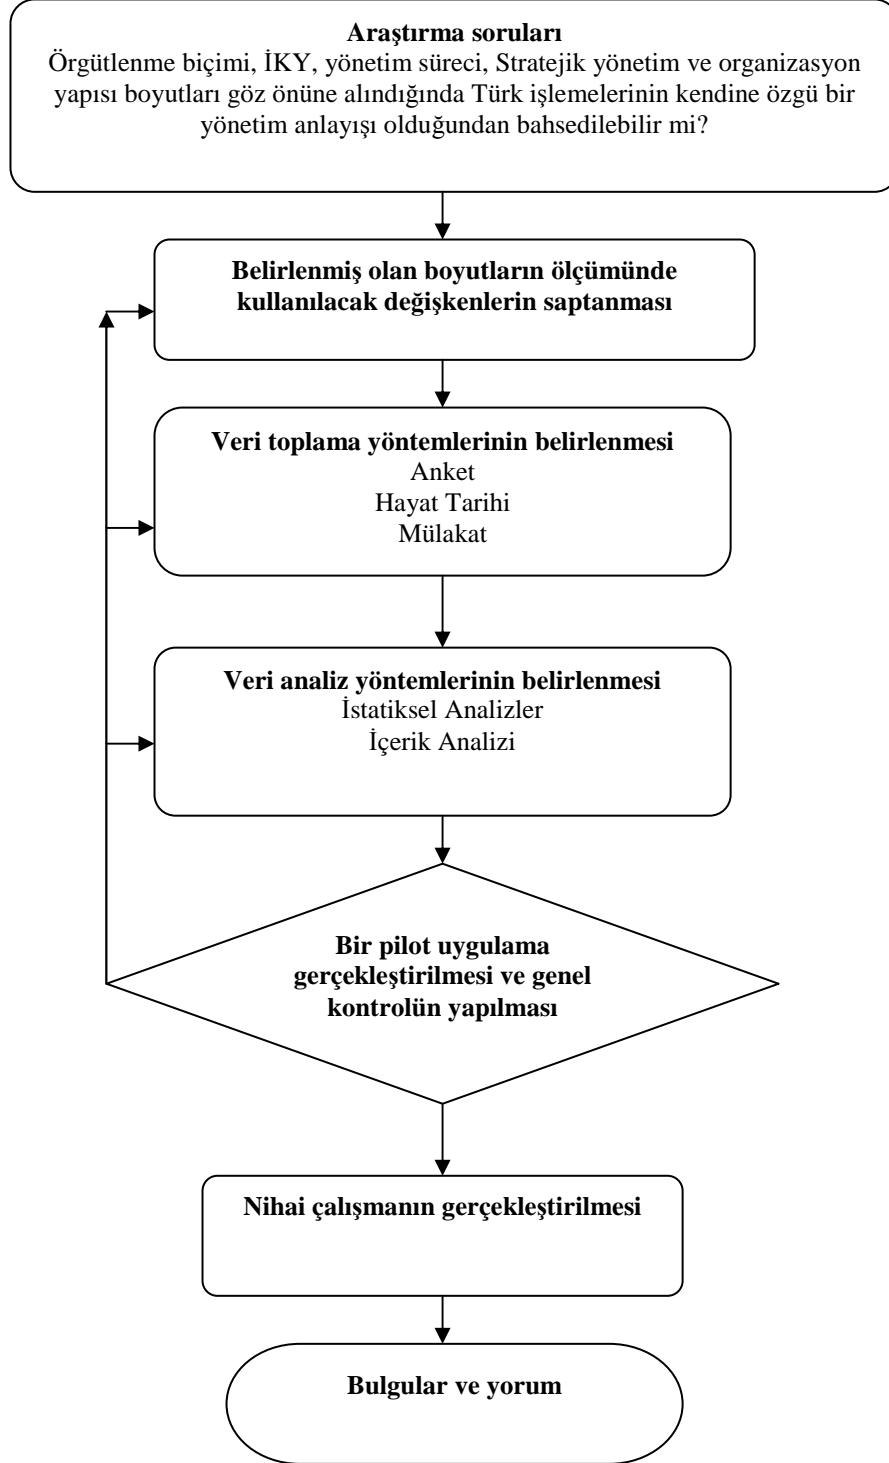 Araştırma soruları
Örgütlenme biçimi, İKY, yönetim süreci, Stratejik yönetim ve organizasyon
yapısı boyutları göz önüne alındığında Türk işlemelerinin kendine özgü bir
yönetim anlayışı olduğundan bahsedilebilir mi?
Belirlenmiş olan boyutların ölçümünde
kullanılacak değişkenlerin saptanması
Veri toplama yöntemlerinin belirlenmesi
Anket
Hayat Tarihi
Mülakat
Veri analiz yöntemlerinin belirlenmesi
İstatiksel Analizler
İçerik Analizi
Bir pilot uygulama
gerçekleştirilmesi ve genel
kontrolün yapılması
Nihai çalışmanın gerçekleştirilmesi
Bulgular ve yorum